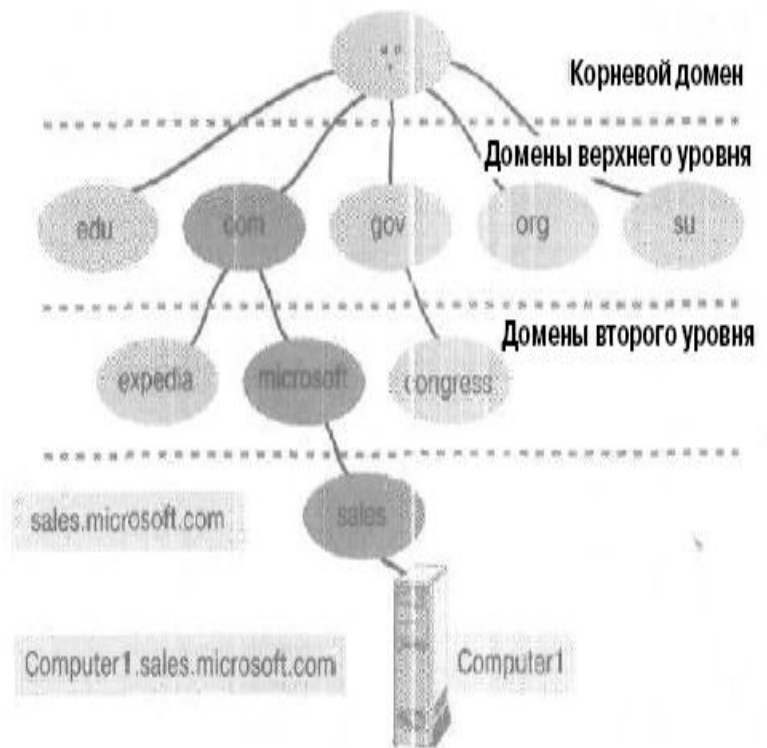 Корневой домен
Домены верхнего уровня
edu com gov org su
Домены второго уровня
expedia microsoft congress
sales.microsoft.com sales
Computer1.sales.microsoft.com Computer1